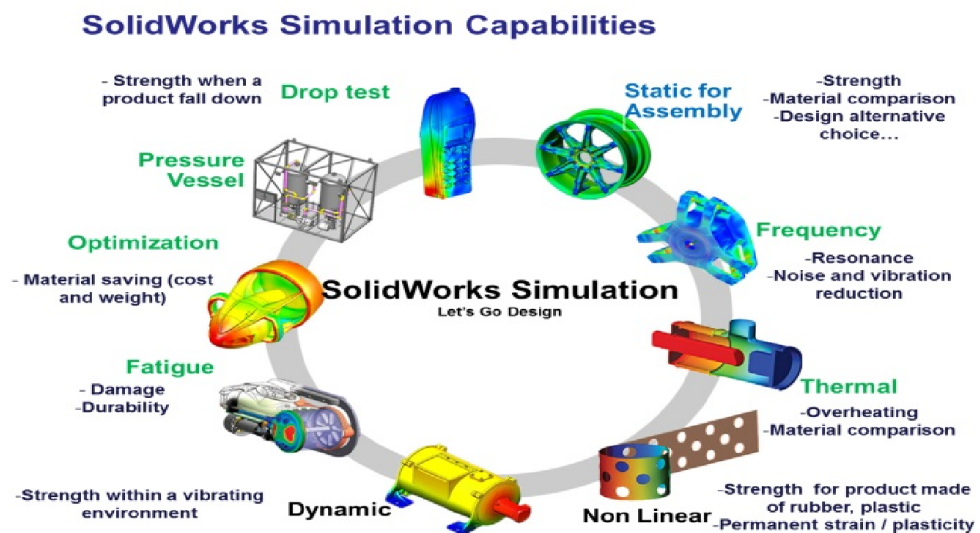 SolidWorks Simulation Capabilities
- Strength when a
product fall down
Drop test
Static for
Assembly
- Strength
-Material comparison
-Design alternative
choice…
Pressure
Vessel
Frequency
-Resonance
-Noise and vibration
reduction
Optimization
- Material saving (cost
and weight)
SolidWorks Simulation
Let's Go Design
Fatigue
- Damage
-Durability
Thermal
-Overheating
-Material comparison
-Strength within a vibrating
environment
Dynamic
Non Linear
-Strength for product made
of rubber, plastic
-Permanent strain / plasticity